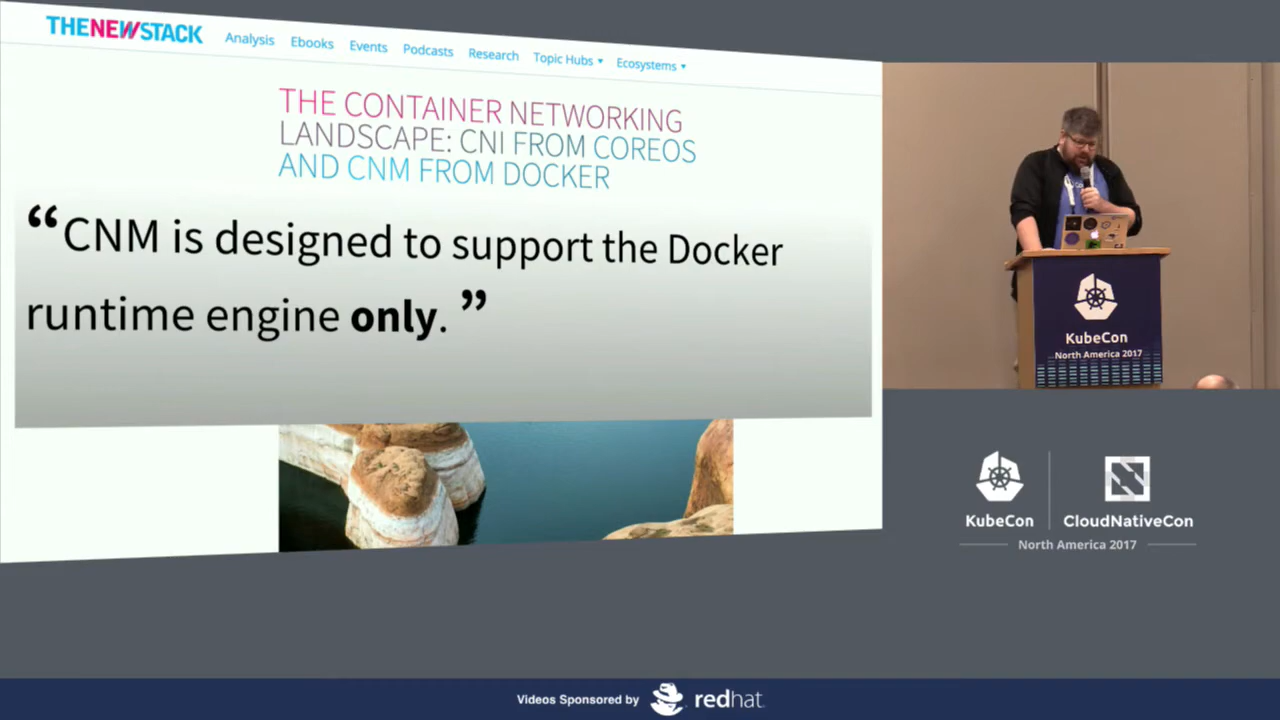 THENEWSTACK
Analysis Ebooks Events Podcasts Research Topic Hubs ▾ Ecosystems ▾
THE CONTAINER NETWORKING
LANDSCAPE: CNI FROM COREOS
AND CNM FROM DOCKER
“CNM is designed to support the Docker
runtime engine only. ”
KubeCon
North America 2017
KubeCon
CloudNativeCon
North America 2017
Videos Sponsored by
redhat.